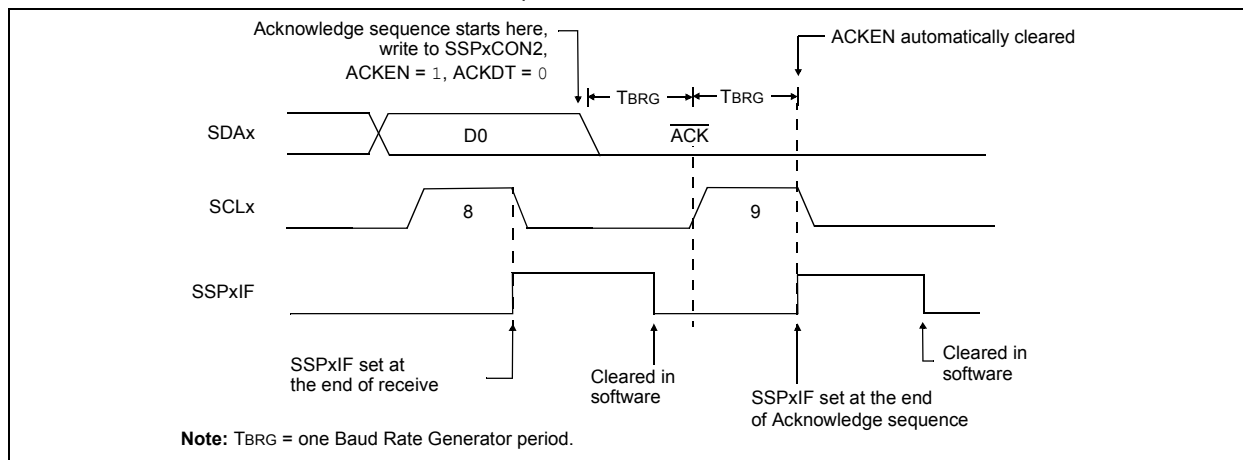 Acknowledge sequence starts here,
write to SSPxCON2,
ACKEN = 1, ACKDT = 0
ACKEN automatically cleared
TBRG
TBRG
SDAx
D0
ACK
SCLx
8
9
SSPxIF
SSPxIF set at
the end of receive
Cleared in
software
SSPxIF set at the end
of Acknowledge sequence
Cleared in
software
Note: TBRG = one Baud Rate Generator period.